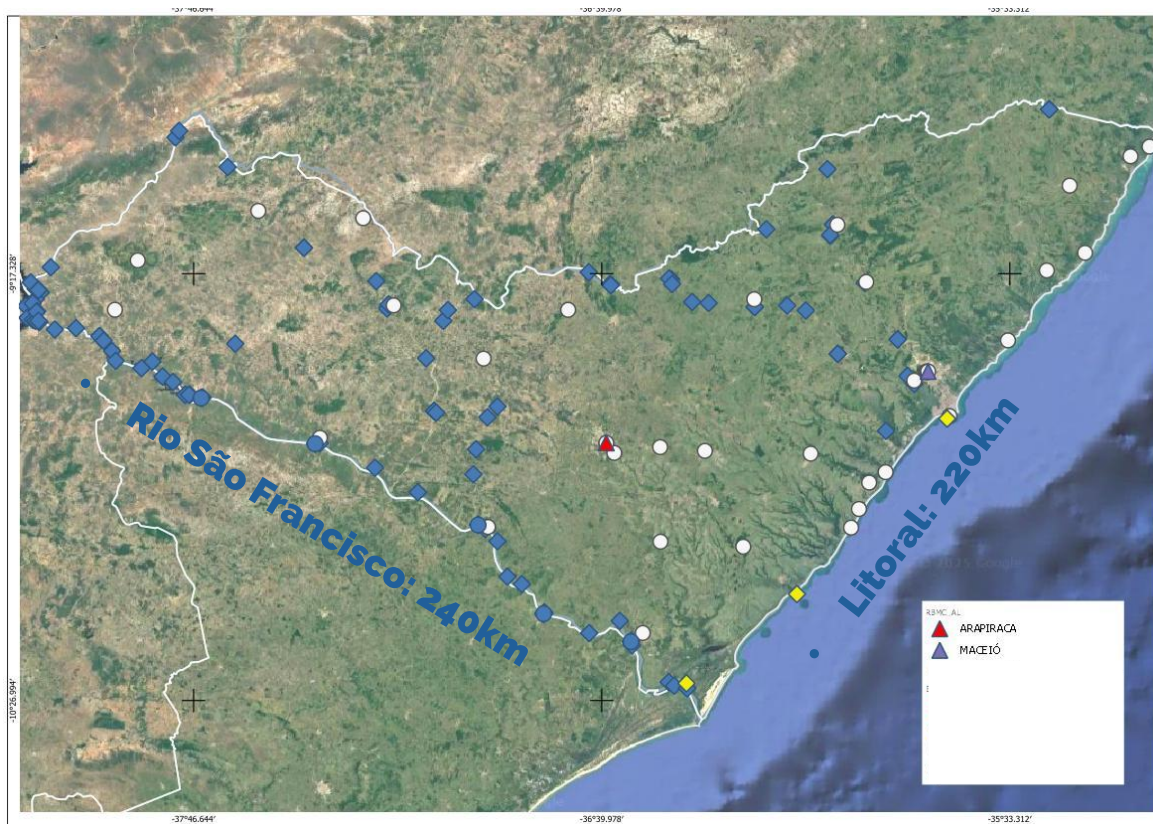 -37°46.644'
-36°39.978'
-35°33.312'
-9°17.328'
Rio São Francisco: 240km
Litoral: 220km
ARAPIRACA
MACEIÓ
-10°26.994'
-37°46.644'
-36°39.978'
-35°33.312'